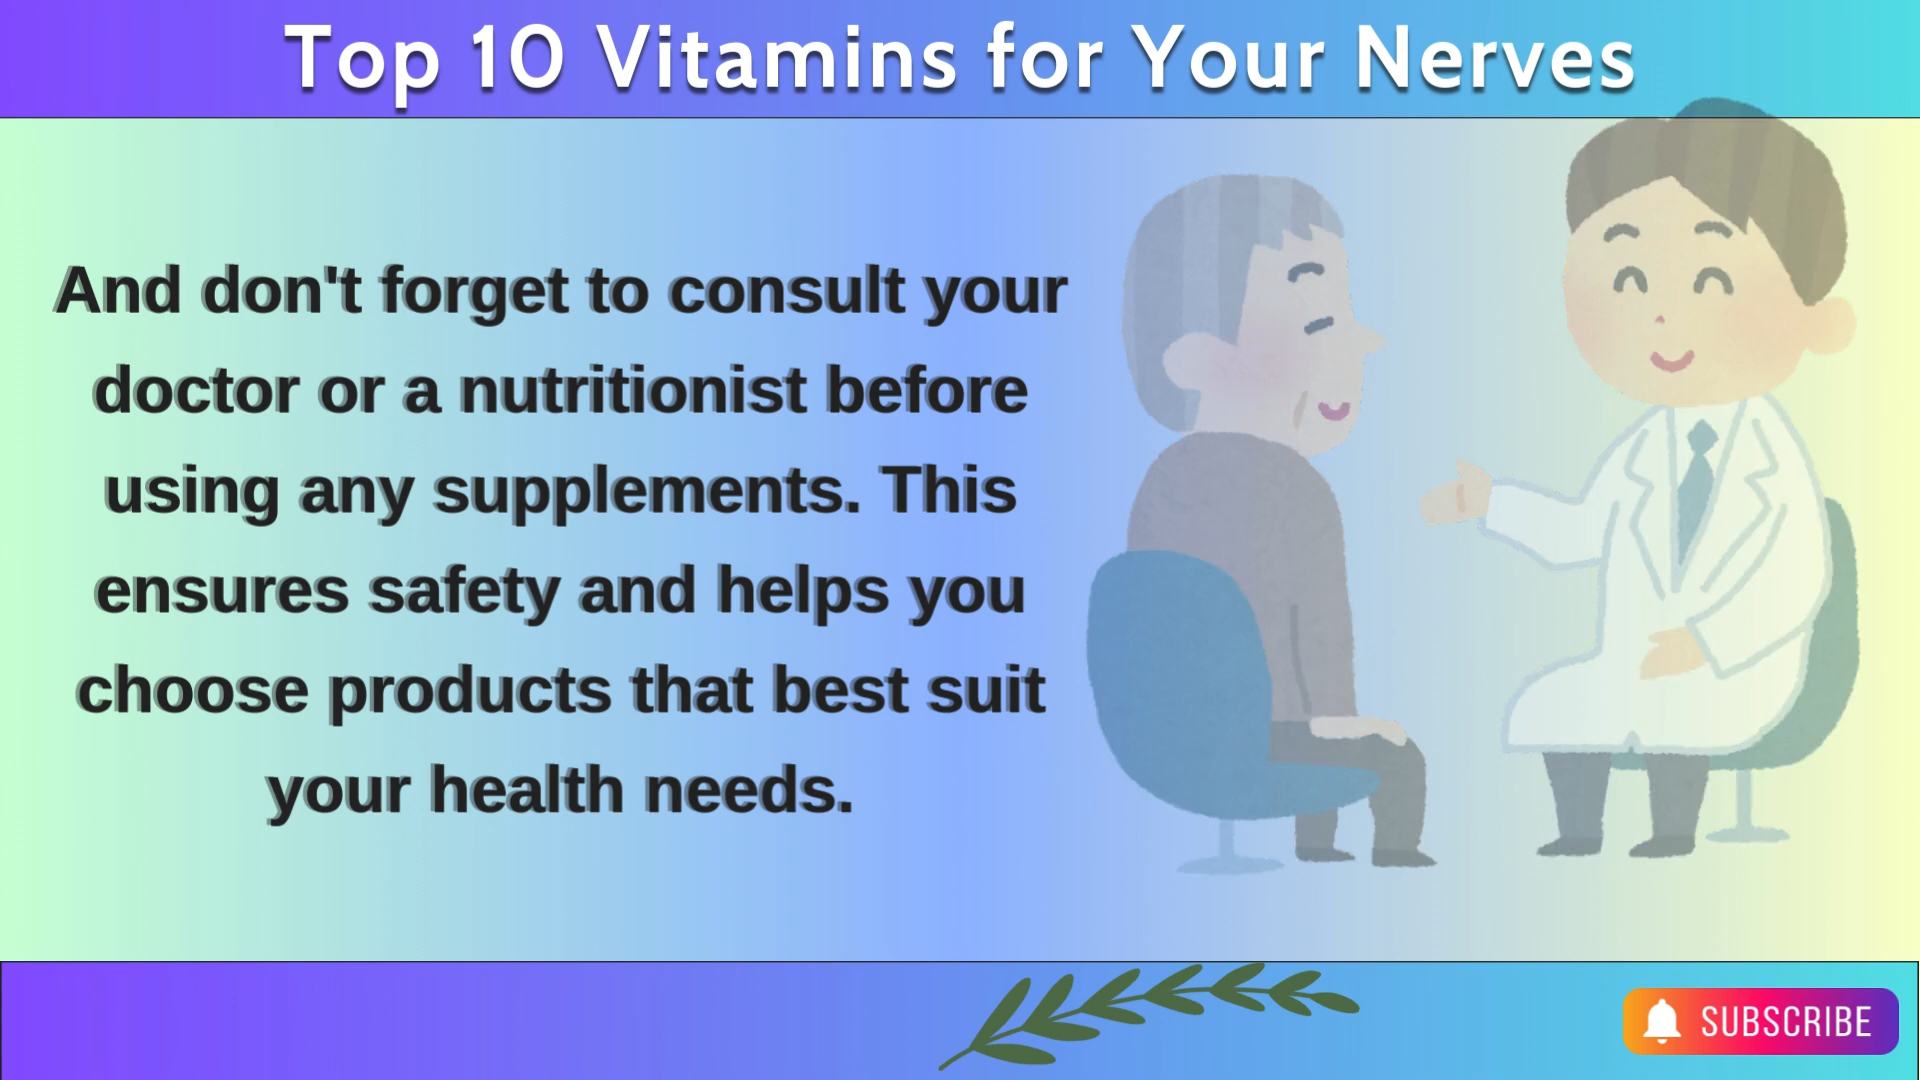 Top 10 Vitamins for Your Nerves
And don't forget to consult your
doctor or a nutritionist before
using any supplements. This
ensures safety and helps you
choose products that best suit
your health needs.
SUBSCRIBE